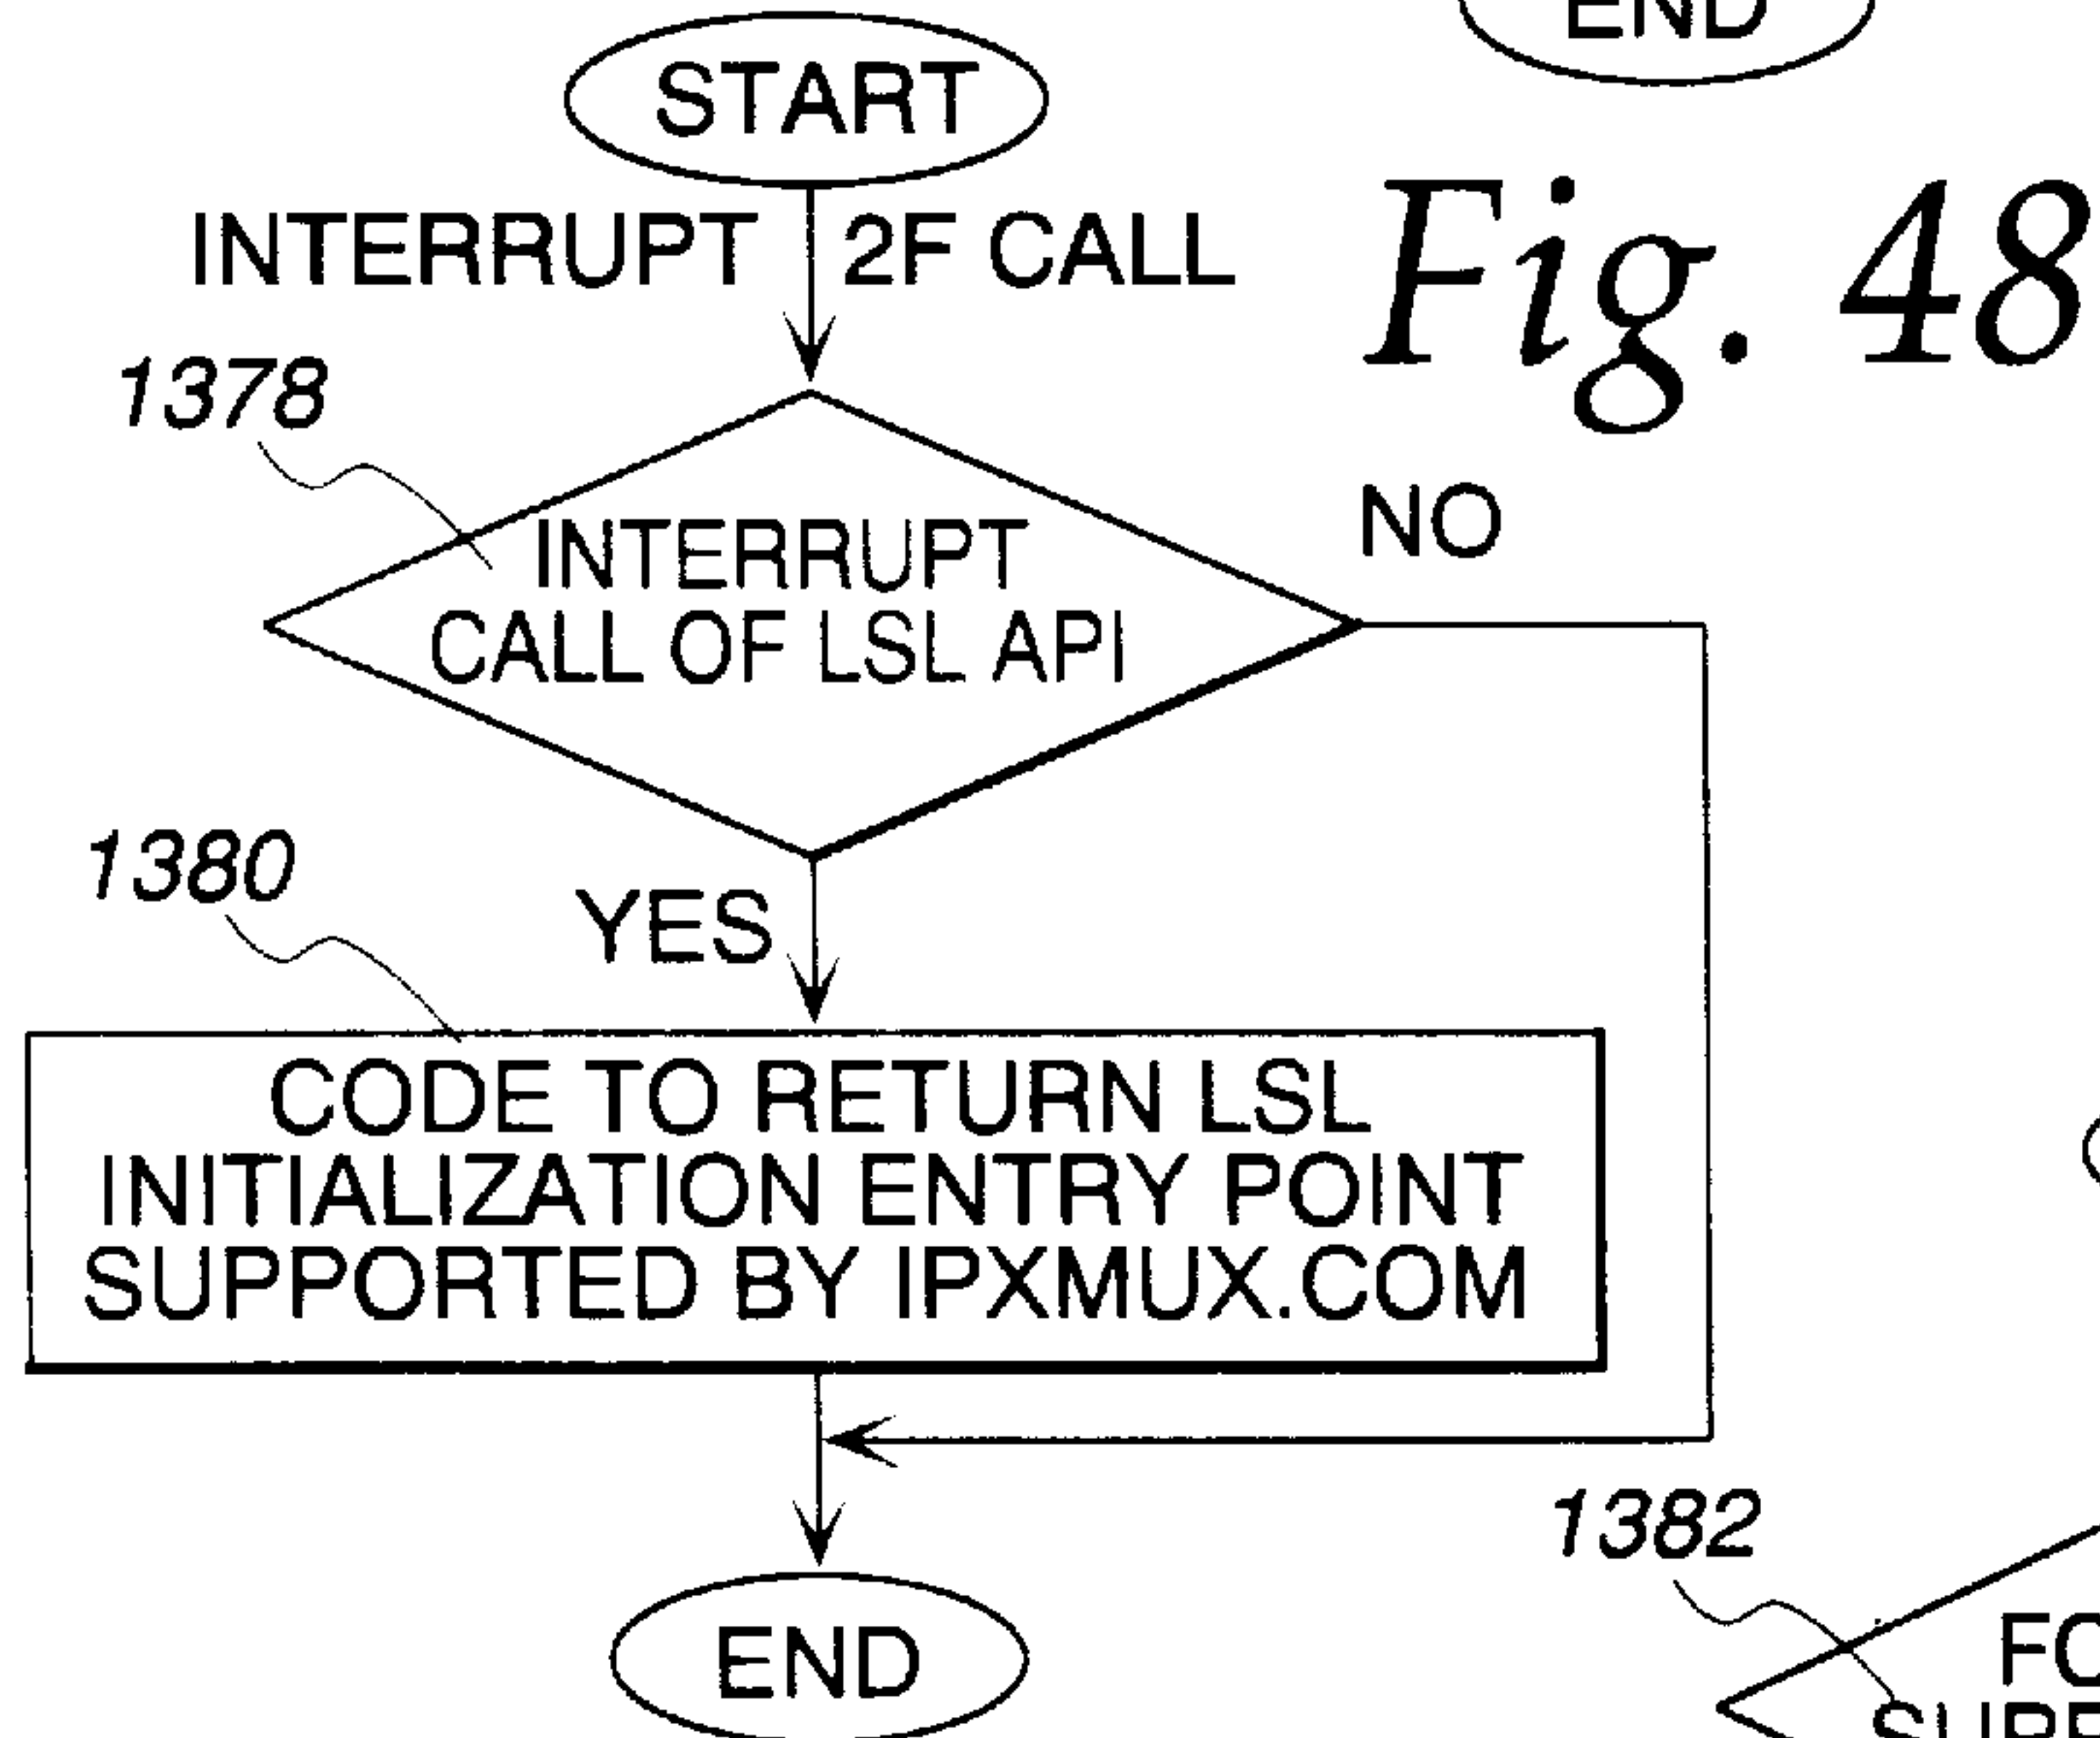 END
START
INTERRUPT 2F CALL
Fig. 48
1378
NO
INTERRUPT
CALL OF LSL API
1380
YES
CODE TO RETURN LSL
INITIALIZATION ENTRY POINT
SUPPORTED BY IPXMUX.COM
1382
END